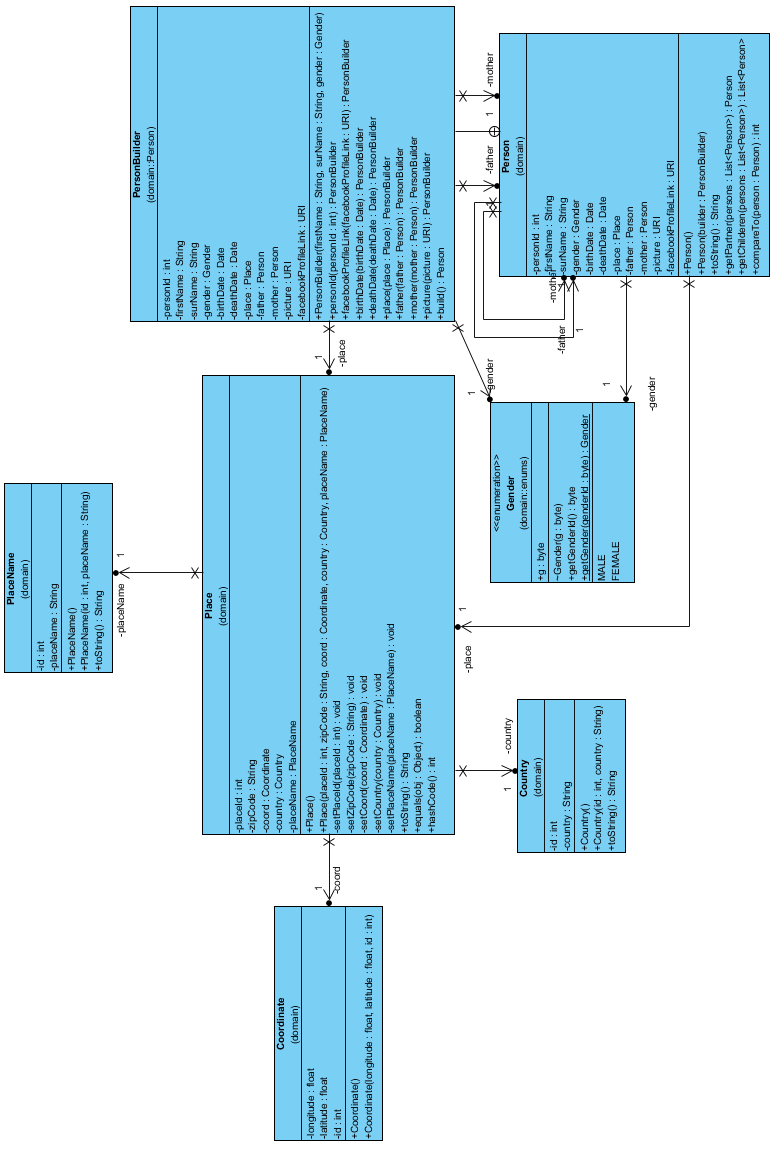 PersonBuilder
(domain::Person)
-personId : int
-firstName : String
-surName : String
-gender : Gender
-birthDate : Date
-deathDate : Date
-place : Place
-father : Person
-mother : Person
-picture : URI
-facebookProfileLink : URI
+PersonBuilder(firstName : String, surName : String, gender : Gender)
+personId(personId : int) : PersonBuilder
+facebookProfileLink(facebookProfileLink : URI) : PersonBuilder
+birthDate(birthDate : Date) : PersonBuilder
+deathDate(deathDate : Date) : PersonBuilder
+place(place : Place) : PersonBuilder
+father(father : Person) : PersonBuilder
+mother(mother : Person) : PersonBuilder
+picture(picture : URI) : PersonBuilder
+build() : Person
-mother
1
-father
Person
(domain)
-personId : int
-firstName : String
-surName : String
-gender : Gender
-birthDate : Date
-deathDate : Date
-place : Place
-father : Person
-mother : Person
-picture : URI
-facebookProfileLink : URI
+Person()
+Person(builder : PersonBuilder)
+toString() : String
+getPartner(persons : List<Person>) : Person
+getChilderen(persons : List<Person>) : List<Person>
+compareTo(person : Person) : int
-mother
-father
1
1
-place
1
-gender
1
-gender
PlaceName
(domain)
-id : int
-placeName : String
+PlaceName()
+PlaceName(id : int, placeName : String)
+toString() : String
1
-placeName
Place
(domain)
-placeId : int
-zipCode : String
-coord : Coordinate
-country : Country
-placeName : PlaceName
+Place()
+Place(placeId : int, zipCode : String, coord : Coordinate, country : Country, placeName : PlaceName)
-setPlaceId(placeId : int) : void
-setZipCode(zipCode : String) : void
-setCoord(coord : Coordinate) : void
-setCountry(country : Country) : void
-setPlaceName(placeName : PlaceName) : void
+toString() : String
+equals(obj : Object) : boolean
+hashCode() : int
<<enumeration>>
Gender
(domain::enums)
+g : byte
~Gender(g : byte)
+getGenderId() : byte
+getGender(genderId : byte) : Gender
MALE
FEMALE
1
-place
-country
1
Country
(domain)
-id : int
-country : String
+Country()
+Country(id : int, country : String)
+toString() : String
1
-coord
Coordinate
(domain)
-longitude : float
-latitude : float
-id : int
+Coordinate()
+Coordinate(longitude : float, latitude : float, id : int)